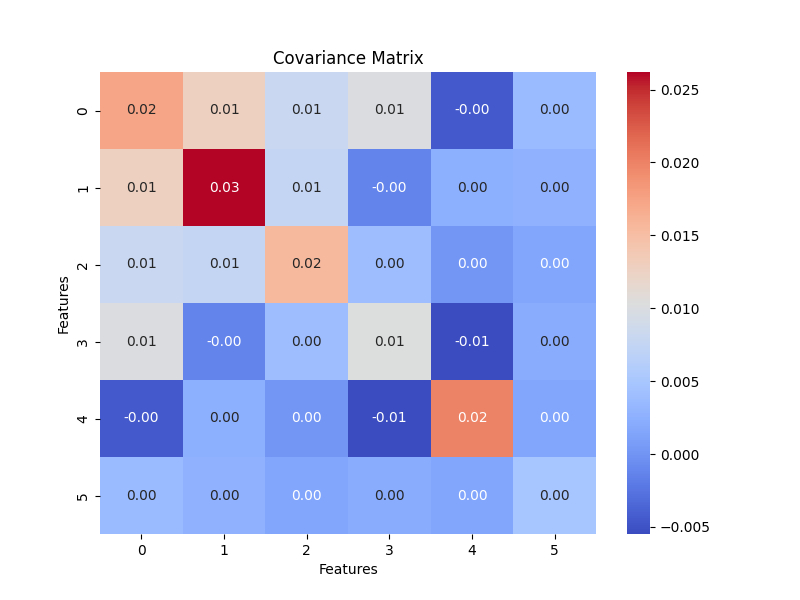 Covariance Matrix
0 0.02 0.01 0.01 0.01 -0.00 0.00
1 0.01 0.03 0.01 -0.00 0.00 0.00
2 0.01 0.01 0.02 0.00 0.00 0.00
3 0.01 -0.00 0.00 0.01 -0.01 0.00
4 -0.00 0.00 0.00 -0.01 0.02 0.00
5 0.00 0.00 0.00 0.00 0.00 0.00
0 1 2 3 4 5
Features
Features
0.025
0.020
0.015
0.010
0.005
0.000
−0.005